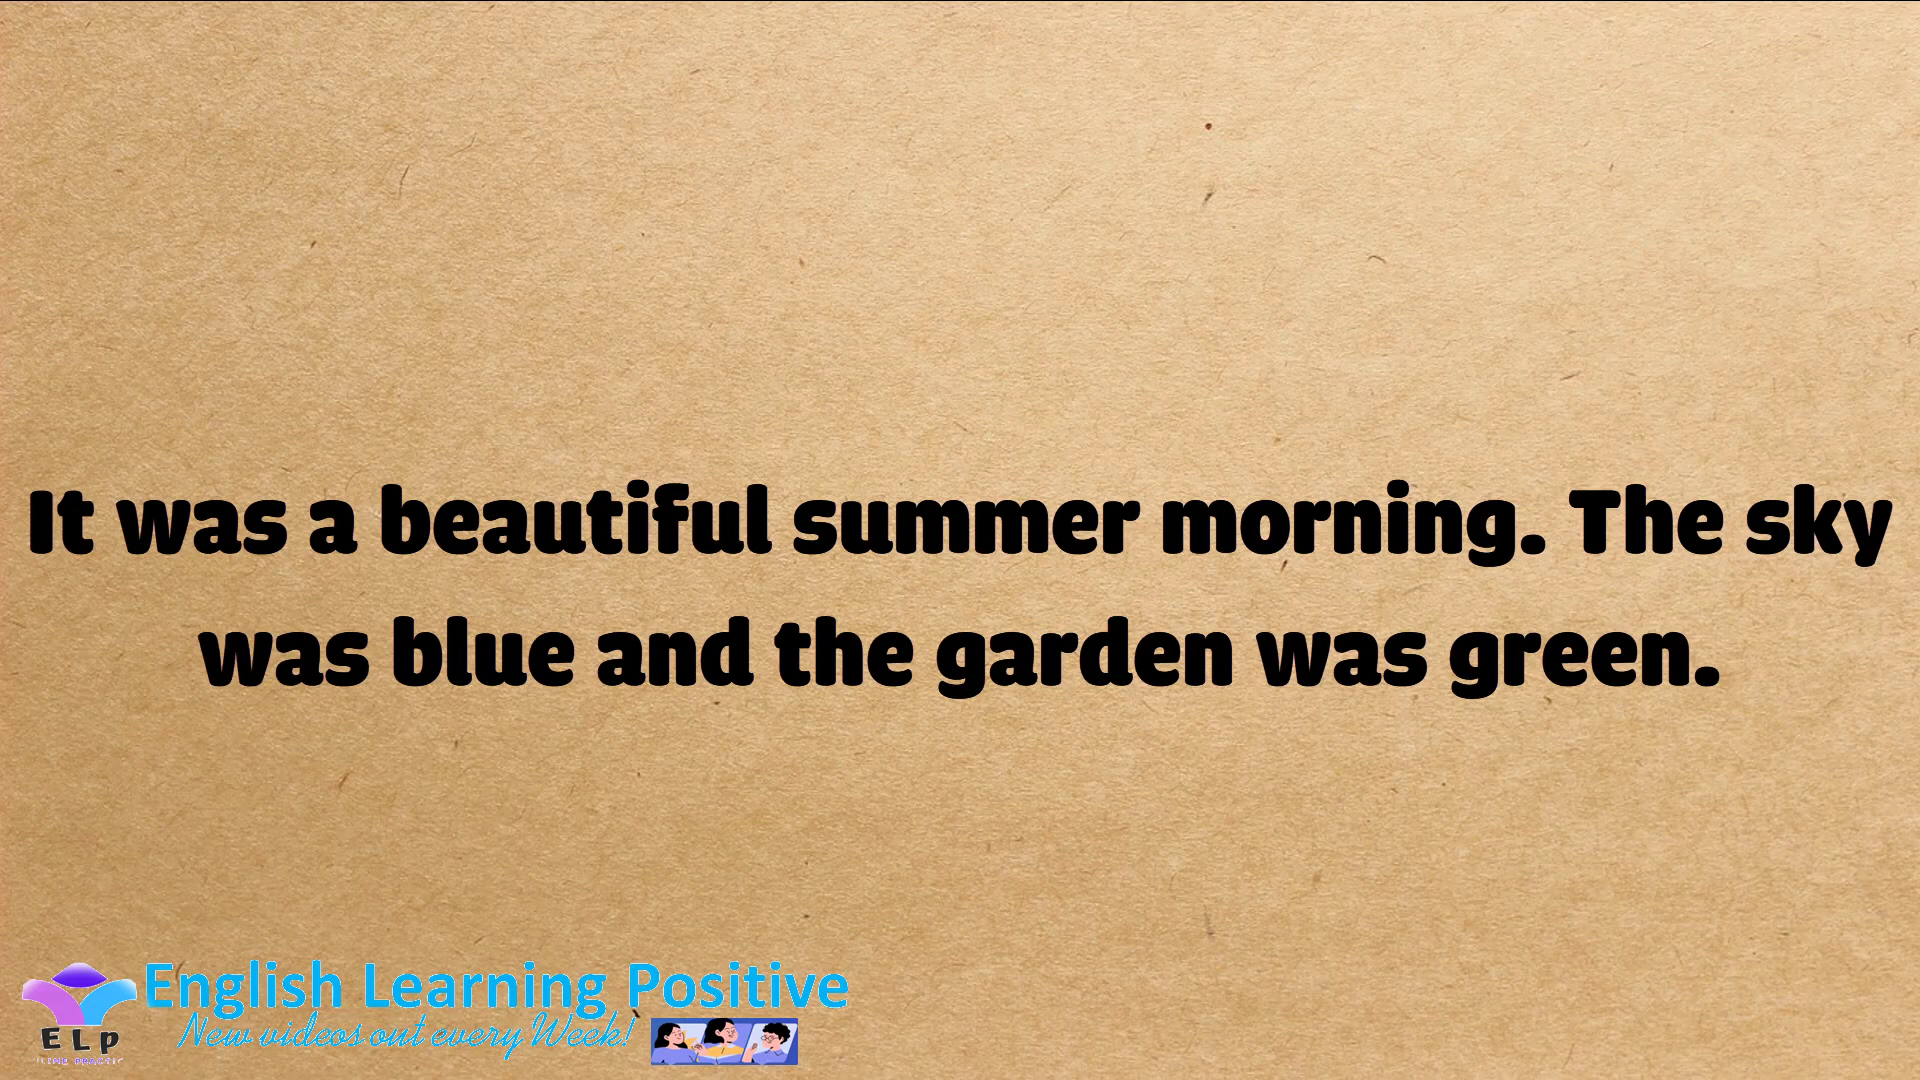 It was a beautiful summer morning. The sky
was blue and the garden was green.
English Learning Positive
New videos out every Week!
ELP